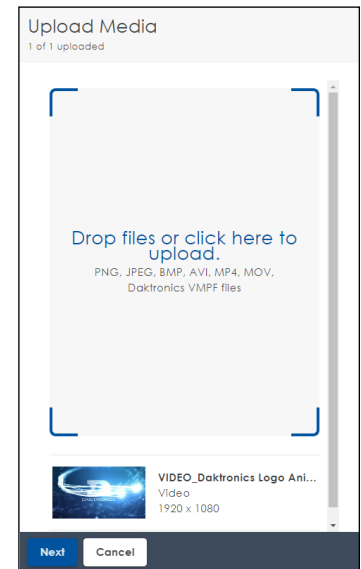 Upload Media
1 of 1 uploaded
Drop files or click here to
upload.
PNG, JPEG, BMP, AVI, MP4, MOV,
Daktronics VMPF files
DAKTRONICS
VIDEO_Daktronics Logo Ani...
Video
1920 x 1080
Next
Cancel